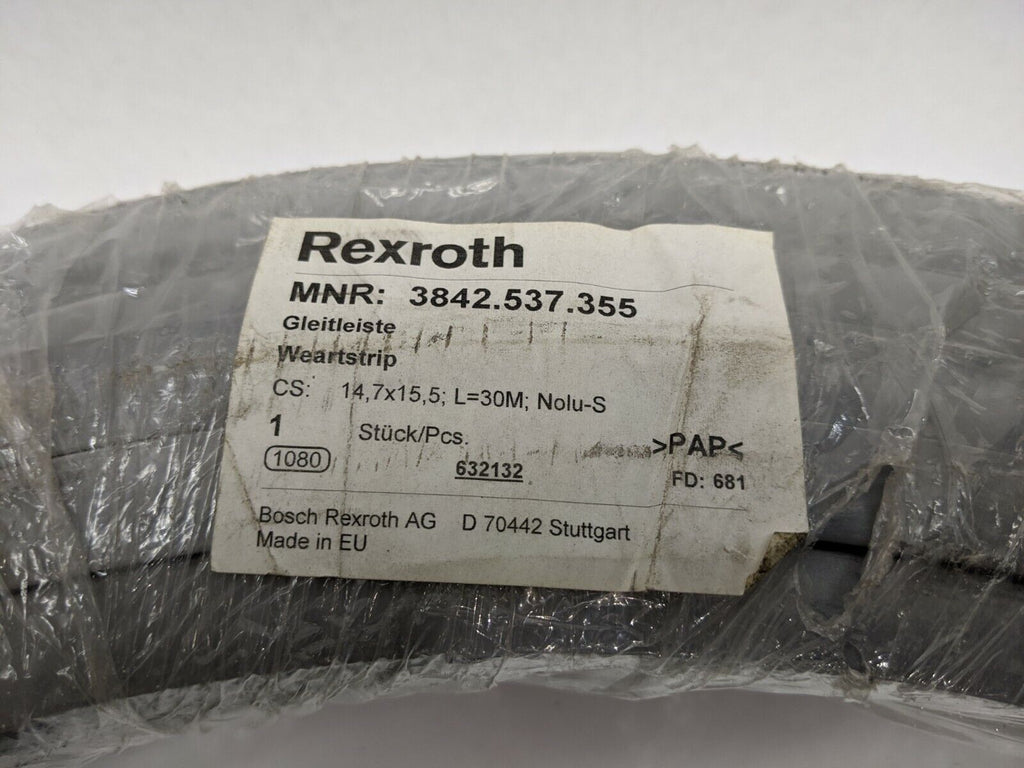 Rexroth
MNR: 3842.537.355
Gleitleiste
Weartstrip
CS: 14,7x15,5; L=30M; Nolu-S
1 Stück/Pcs. >PAP<
1080 632132 FD: 681
Bosch Rexroth AG D 70442 Stuttgart
Made in EU